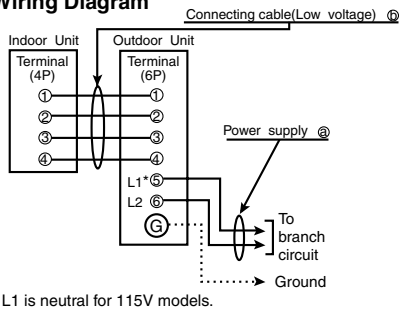 Wiring Diagram
Connecting cable(Low voltage) ⓑ
Indoor Unit
Outdoor Unit
Terminal
(4P)
Terminal
(6P)
① ①
② ②
③ ③
④ ④
L1* ⑤
L2 ⑥
G
Power supply ⓐ
To
branch
circuit
Ground
L1 is neutral for 115V models.